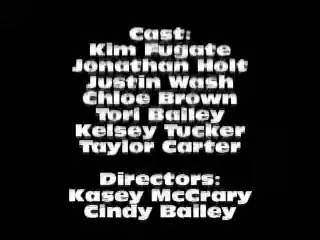 Cast:
Kim Fugate
Jonathan Holt
Justin Wash
Chloe Brown
Tori Bailey
Kelsey Tucker
Taylor Carter
Directors:
Kasey McCrary
Cindy Bailey